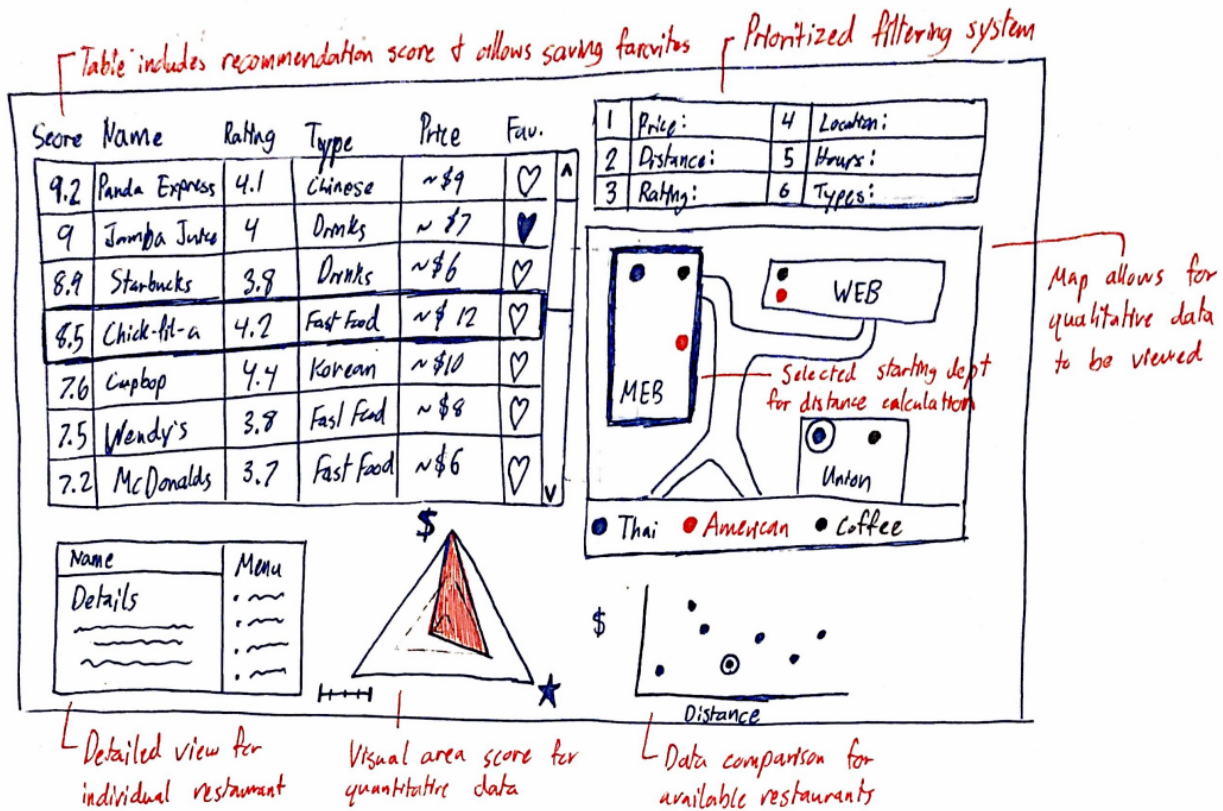 Table includes recommendation score & allows saving favorites
Prioritized filtering system
Score Name Rating Type Price Fav.
9.2 Panda Express 4.1 Chinese ~$9
9 Jamba Juice 4 Drinks ~$7
8.9 Starbucks 3.8 Drinks ~$6
8.5 Chick-fil-a 4.2 Fast Food ~$12
7.6 Cupbop 4.4 Korean ~$10
7.5 Wendy's 3.8 Fast Food ~$8
7.2 McDonalds 3.7 Fast Food ~$6
1 Price: 4 Location:
2 Distance: 5 Hours:
3 Rating: 6 Types:
WEB
MEB
Selected starting dept
for distance calculation
Union
Thai American Coffee
Map allows for
qualitative data
to be viewed
Name Menu
Details
$
$
Distance
Detailed view for
individual restaurant
Visual area score for
quantitative data
Data comparison for
available restaurants